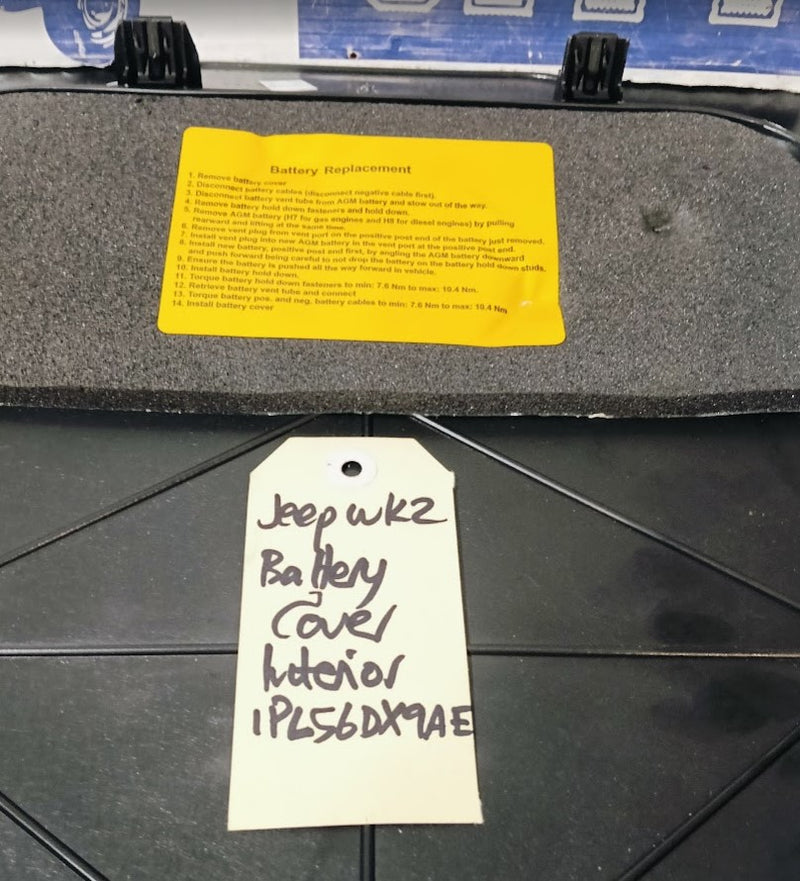 Battery Replacement
1. Remove battery cover
2. Disconnect battery cables (disconnect negative cable first).
3. Disconnect battery vent tube from AGM battery and stow out of the way.
4. Remove battery hold down fasteners and hold down.
5. Remove AGM battery (H7 for gas engines and H8 for diesel engines) by pulling
rearward and lifting at the same time.
6. Remove vent plug from vent port on the positive post end of the battery just removed.
7. Install vent plug into new AGM battery in the vent port at the positive post end.
8. Install new battery, positive post end first, by angling the AGM battery downward
and push forward being careful to not drop the battery on the battery hold down studs.
9. Ensure the battery is pushed all the way forward in vehicle.
10. Install battery hold down.
11. Torque battery hold down fasteners to min: 7.6 Nm to max: 10.4 Nm.
12. Retrieve battery vent tube and connect
13. Torque battery pos. and neg. battery cables to min: 7.6 Nm to max: 10.4 Nm
14. Install battery cover
Jeep WK2
Battery
Cover
Interior
1PL56DX9AE